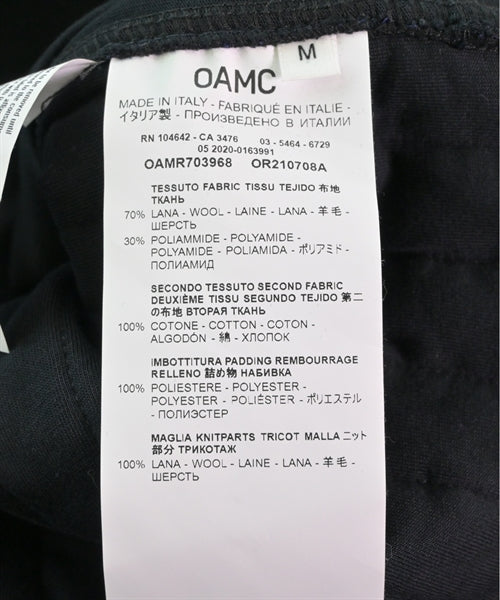 M
OAMC
MADE IN ITALY - FABRIQUÉ EN ITALIE -
イタリア製 - ПРОИЗВЕДЕНО В ИТАЛИИ
RN 104642 - CA 3476 03 - 5464 - 6729
05 2020-0163991
OAMR703968 OR210708A
TESSUTO FABRIC TISSU TEJIDO 布地
ТКАНЬ
70% LANA - WOOL - LAINE - LANA - 羊毛 -
ШЕРСТЬ
30% POLIAMMIDE - POLYAMIDE -
POLYAMIDE - POLIAMIDA - ポリアミド -
ПОЛИАМИД
SECONDO TESSUTO SECOND FABRIC
DEUXIÈME TISSU SEGUNDO TEJIDO 第二
の布地 ВТОРАЯ ТКАНЬ
100% COTONE - COTTON - COTON -
ALGODÓN - 綿 - ХЛОПОК
IMBOTTITURA PADDING REMBOURRAGE
RELLENO 詰め物 НАБИВКА
100% POLIESTERE - POLYESTER -
POLYESTER - POLIÉSTER - ポリエステル
- ПОЛИЭСТЕР
MAGLIA KNITPARTS TRICOT MALLA ニット
部分 ТРИКОТАЖ
100% LANA - WOOL - LAINE - LANA - 羊毛 -
ШЕРСТЬ